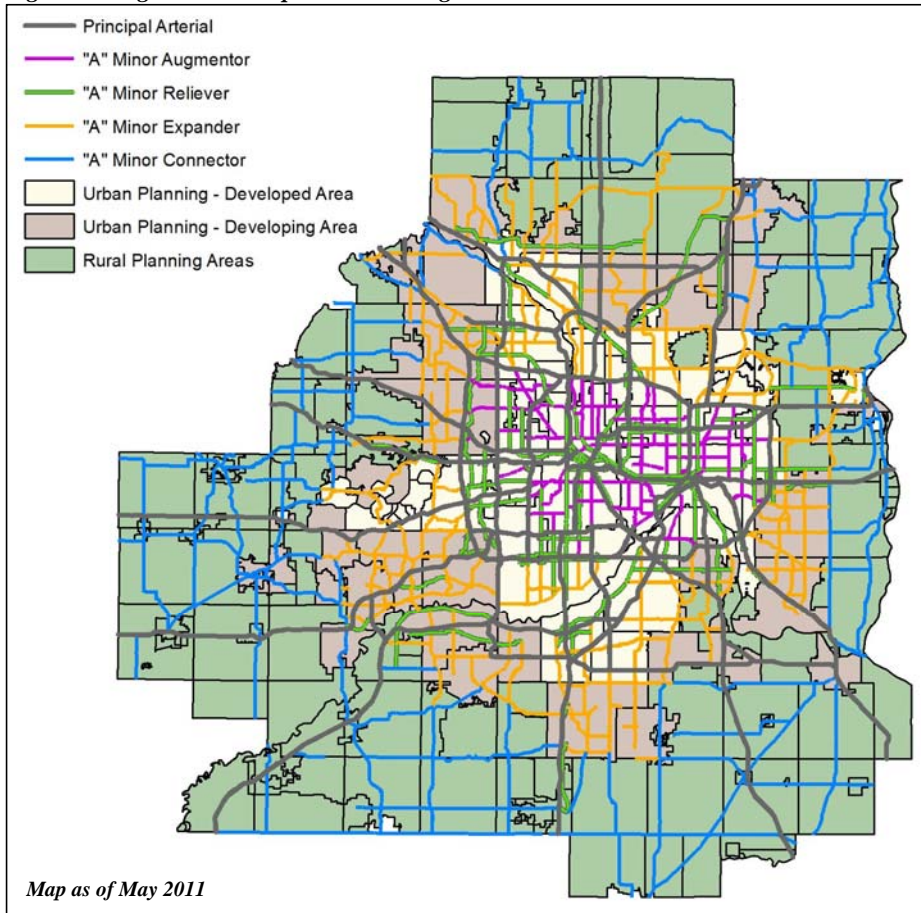 Principal Arterial
"A" Minor Augmentor
"A" Minor Reliever
"A" Minor Expander
"A" Minor Connector
Urban Planning - Developed Area
Urban Planning - Developing Area
Rural Planning Areas
Map as of May 2011